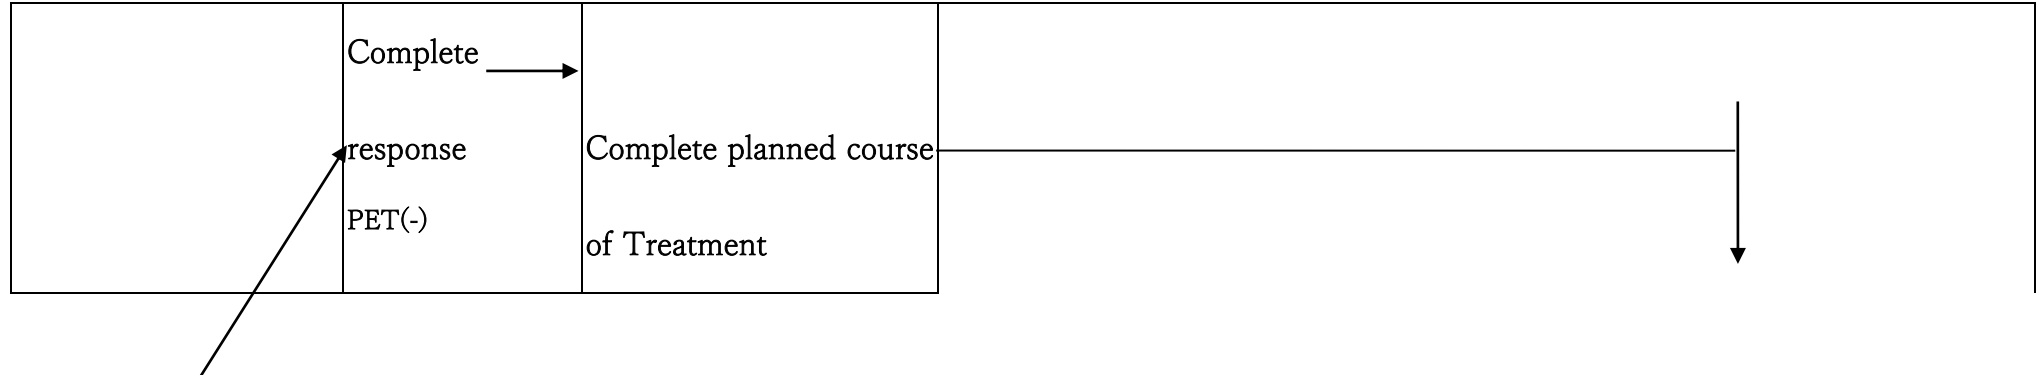 Complete
response
PET(-)
Complete planned course
of Treatment